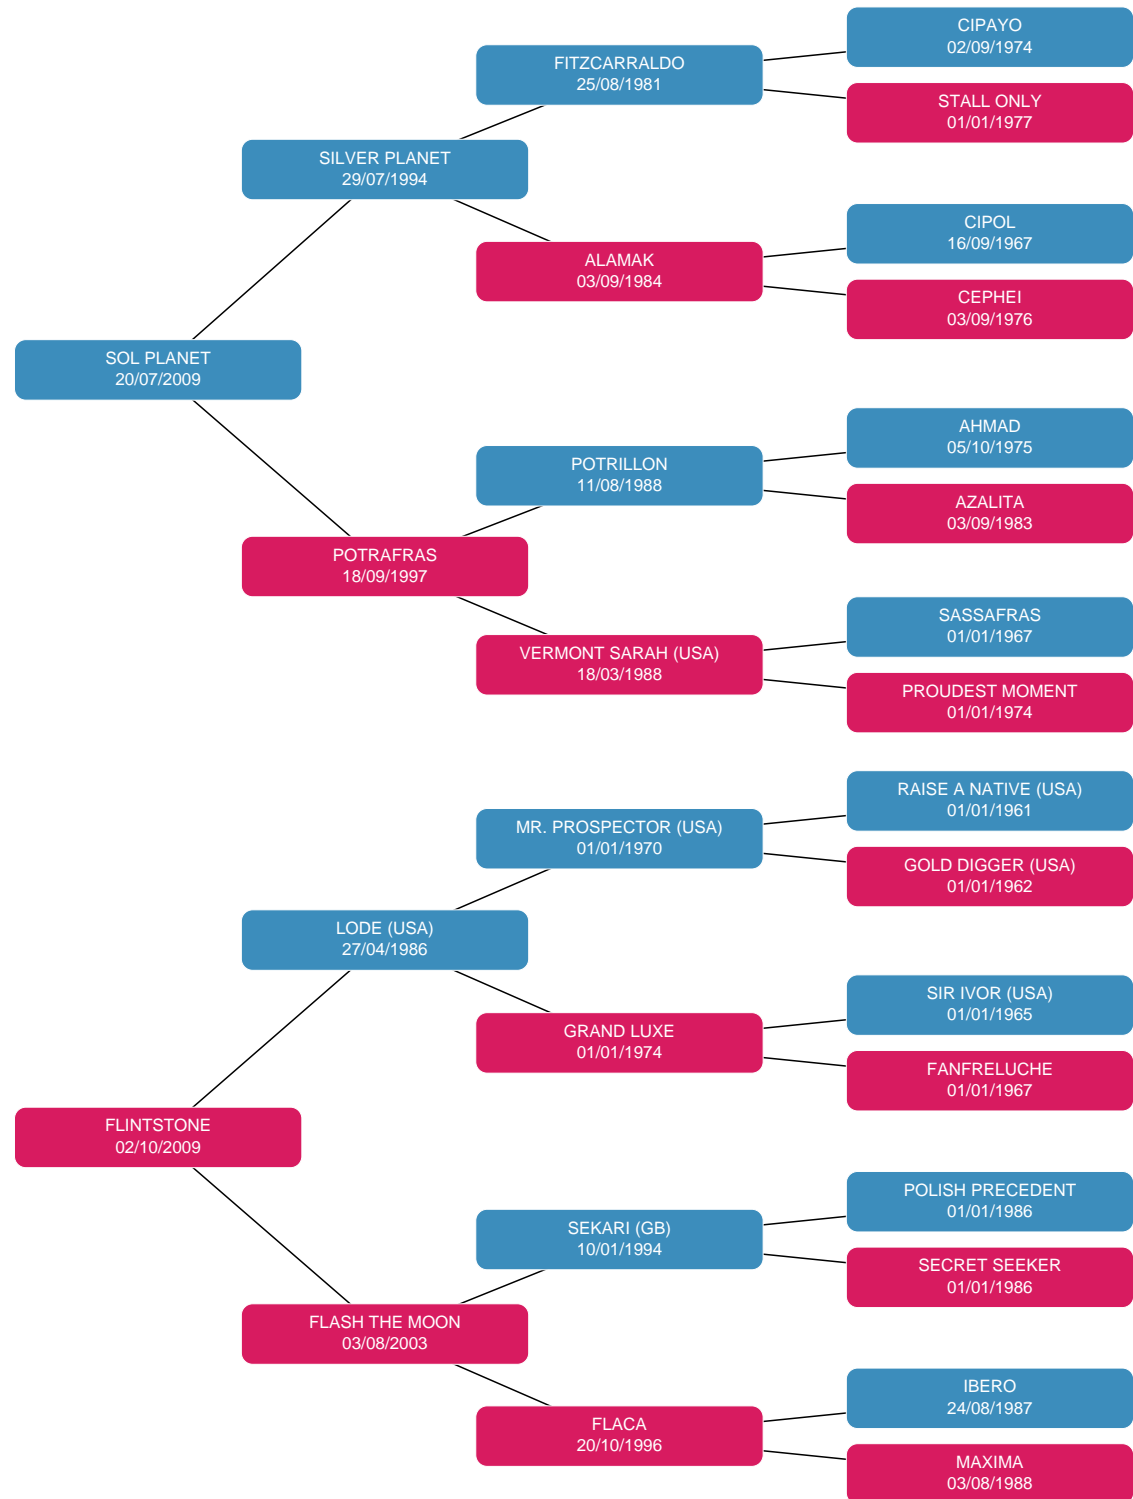 CIPAYO
02/09/1974
FITZCARRALDO
25/08/1981
STALL ONLY
01/01/1977
SILVER PLANET
29/07/1994
CIPOL
16/09/1967
ALAMAK
03/09/1984
CEPHEI
03/09/1976
SOL PLANET
20/07/2009
AHMAD
05/10/1975
POTRILLON
11/08/1988
AZALITA
03/09/1983
POTRAFRAS
18/09/1997
SASSAFRAS
01/01/1967
VERMONT SARAH (USA)
18/03/1988
PROUDEST MOMENT
01/01/1974
RAISE A NATIVE (USA)
01/01/1961
MR. PROSPECTOR (USA)
01/01/1970
GOLD DIGGER (USA)
01/01/1962
LODE (USA)
27/04/1986
SIR IVOR (USA)
01/01/1965
GRAND LUXE
01/01/1974
FANFRELUCHE
01/01/1967
FLINTSTONE
02/10/2009
POLISH PRECEDENT
01/01/1986
SEKARI (GB)
10/01/1994
SECRET SEEKER
01/01/1986
FLASH THE MOON
03/08/2003
IBERO
24/08/1987
FLACA
20/10/1996
MAXIMA
03/08/1988